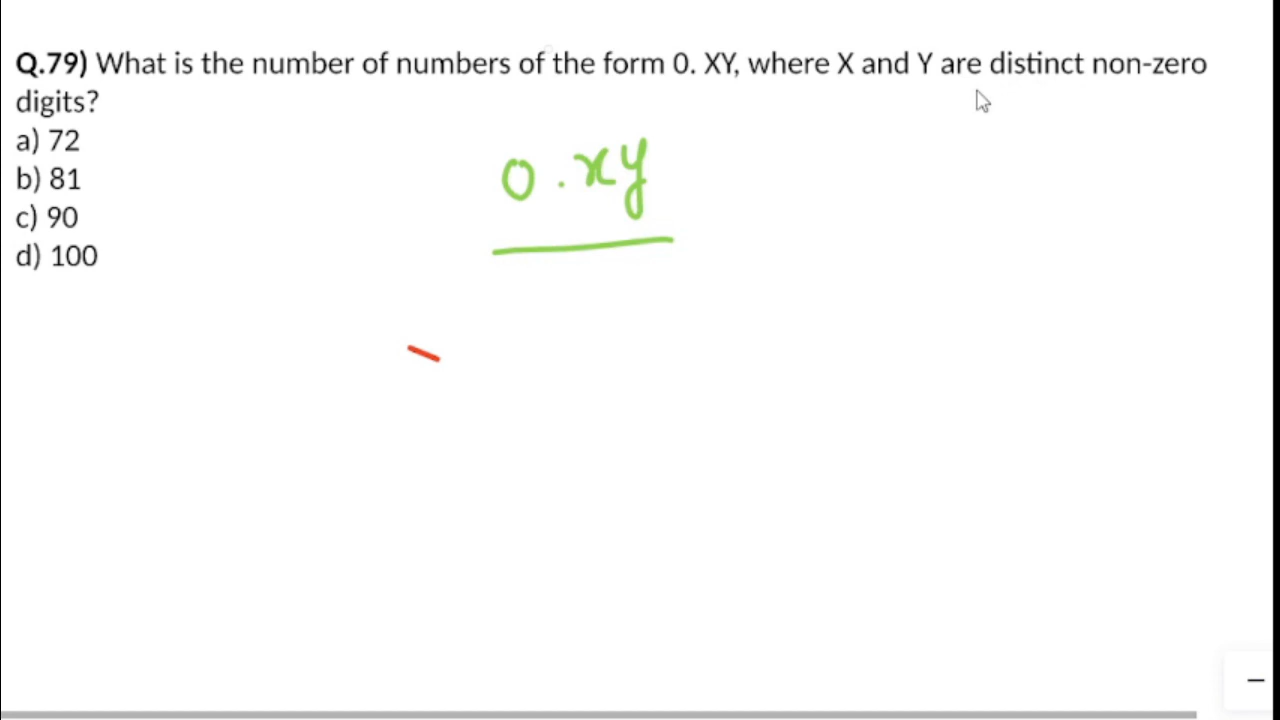 Q.79) What is the number of numbers of the form 0. XY, where X and Y are distinct non-zero
digits?
a) 72
b) 81
c) 90
d) 100
0.xy